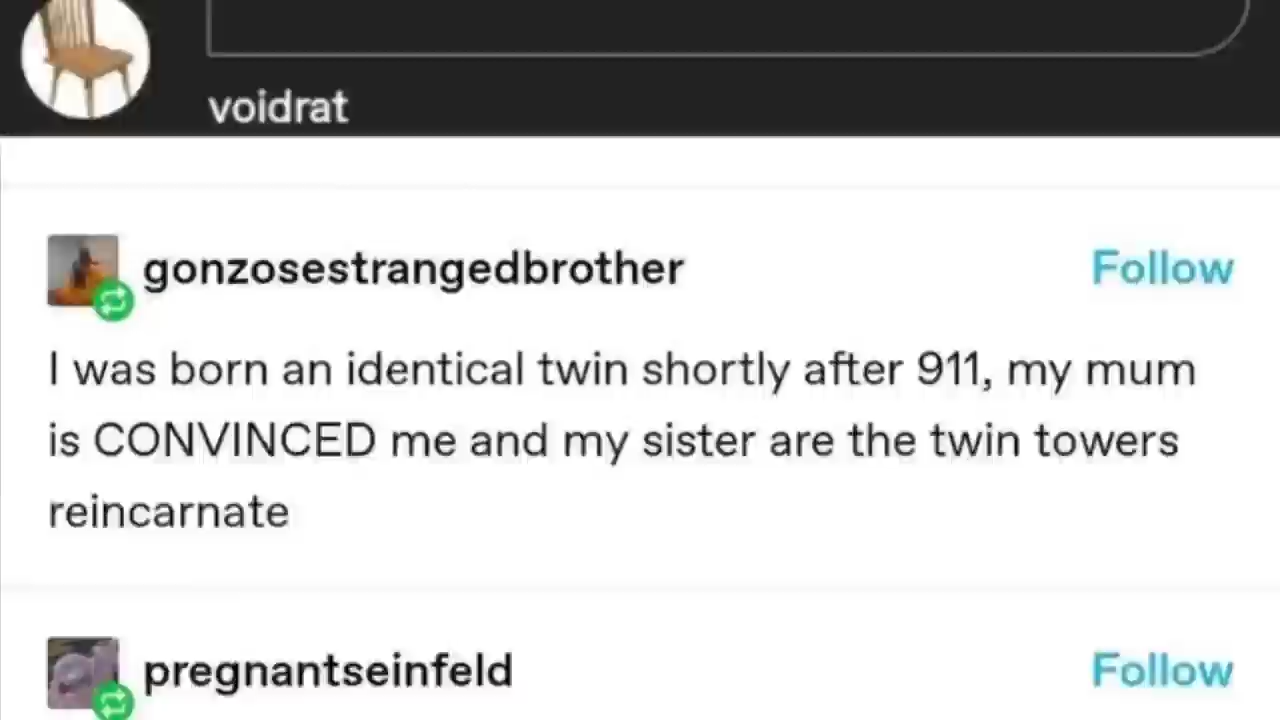 voidrat
gonzosestrangedbrother
Follow
I was born an identical twin shortly after 911, my mum
is CONVINCED me and my sister are the twin towers
reincarnate
pregnantseinfeld
Follow